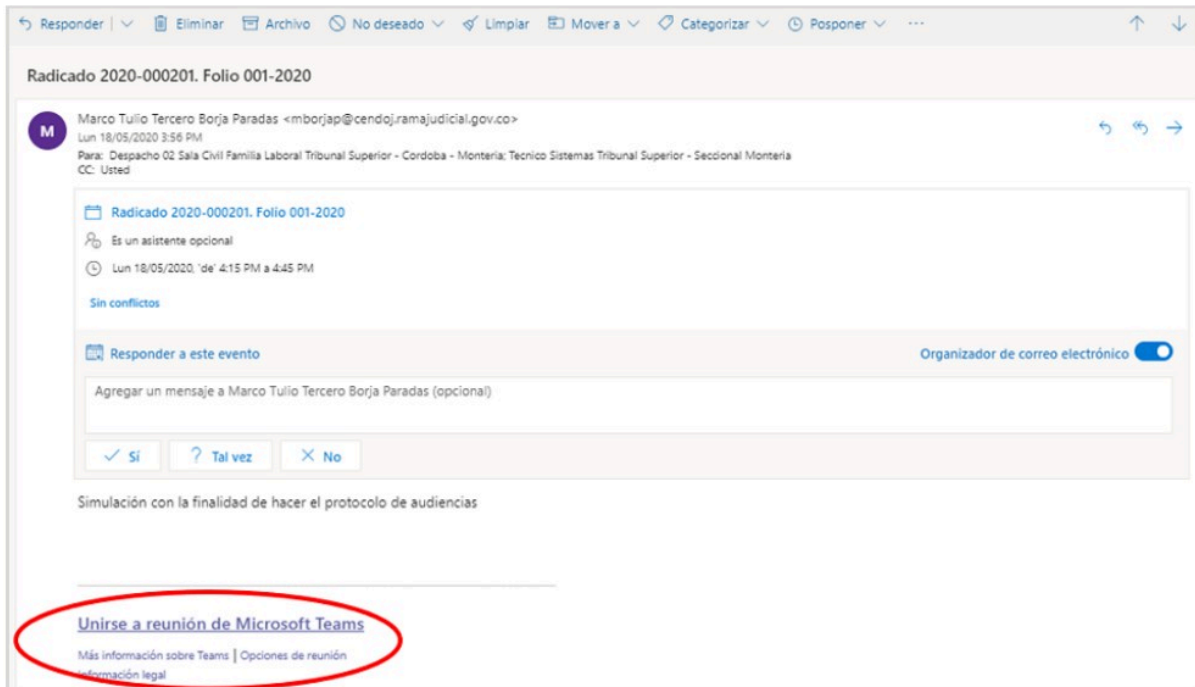 Responder Eliminar Archivo No deseado Limpiar Mover a Categorizar Posponer ...
Radicado 2020-000201. Folio 001-2020
M
Marco Tulio Tercero Borja Paradas <mborjap@cendoj.ramajudicial.gov.co>
Lun 18/05/2020 3:56 PM
Para: Despacho 02 Sala Civil Familia Laboral Tribunal Superior - Cordoba - Monteria; Tecnico Sistemas Tribunal Superior - Seccional Monteria
CC: Usted
Radicado 2020-000201. Folio 001-2020
Es un asistente opcional
Lun 18/05/2020, 'de' 4:15 PM a 4:45 PM
Sin conflictos
Responder a este evento Organizador de correo electrónico
Agregar un mensaje a Marco Tulio Tercero Borja Paradas (opcional)
Sí ? Tal vez No
Simulación con la finalidad de hacer el protocolo de audiencias
Unirse a reunión de Microsoft Teams
Más información sobre Teams | Opciones de reunión
Información legal